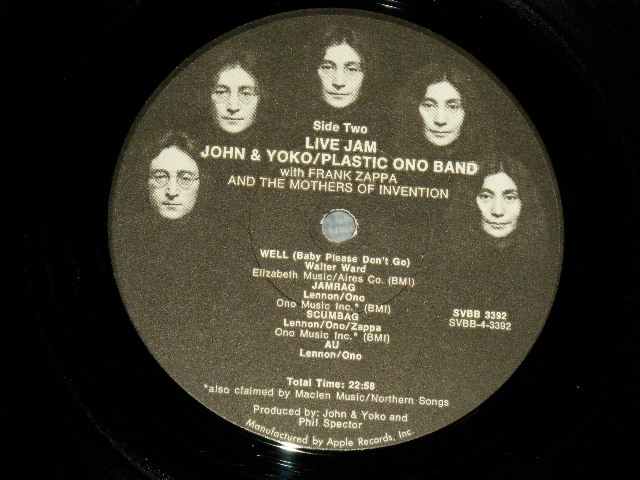 Side Two
LIVE JAM
JOHN & YOKO/PLASTIC ONO BAND
with FRANK ZAPPA
AND THE MOTHERS OF INVENTION
WELL (Baby Please Don't Go)
Walter Ward
Elizabeth Music/Aires Co. (BMI)
JAMRAG
Lennon/Ono
Ono Music Inc.* (BMI)
SCUMBAG
Lennon/Ono/Zappa
Ono Music Inc.* (BMI)
AU
Lennon/Ono
SVBB 3392
SVBB-4-3392
Total Time: 22:58
*also claimed by Maclen Music/Northern Songs
Produced by: John & Yoko and
Phil Spector
Manufactured by Apple Records, Inc.